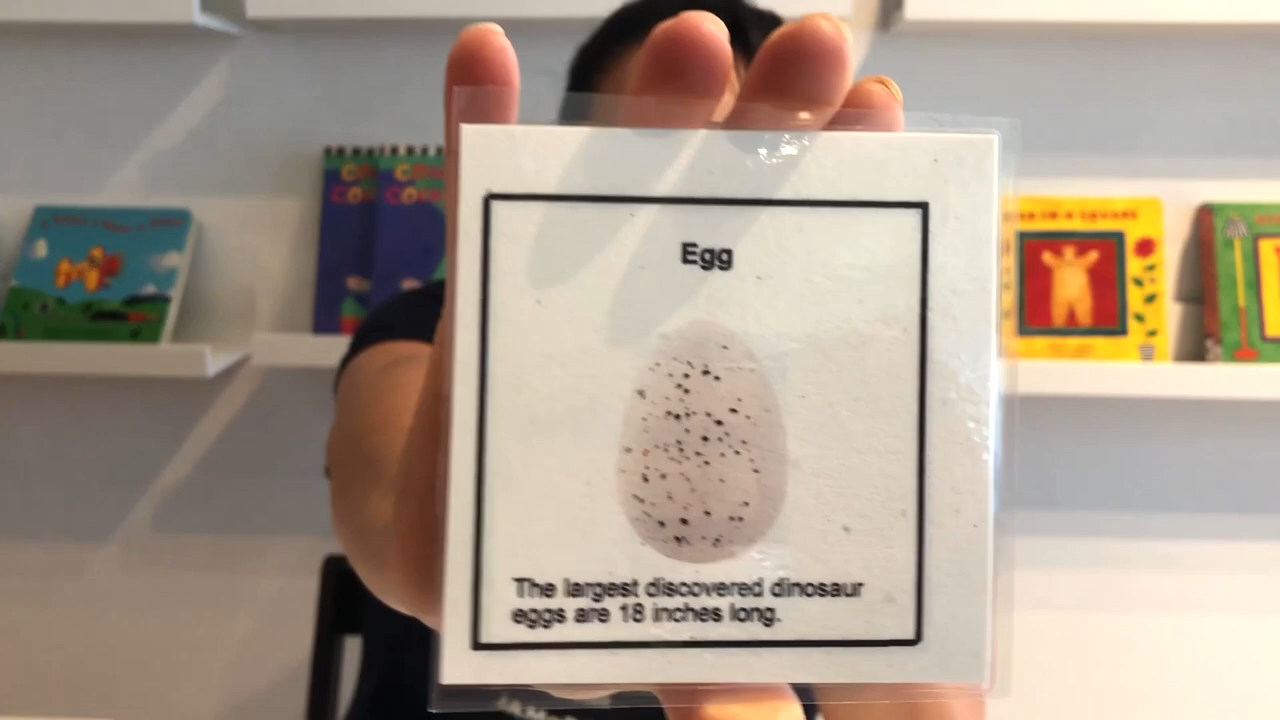 Egg
The largest discovered dinosaur
eggs are 18 inches long.